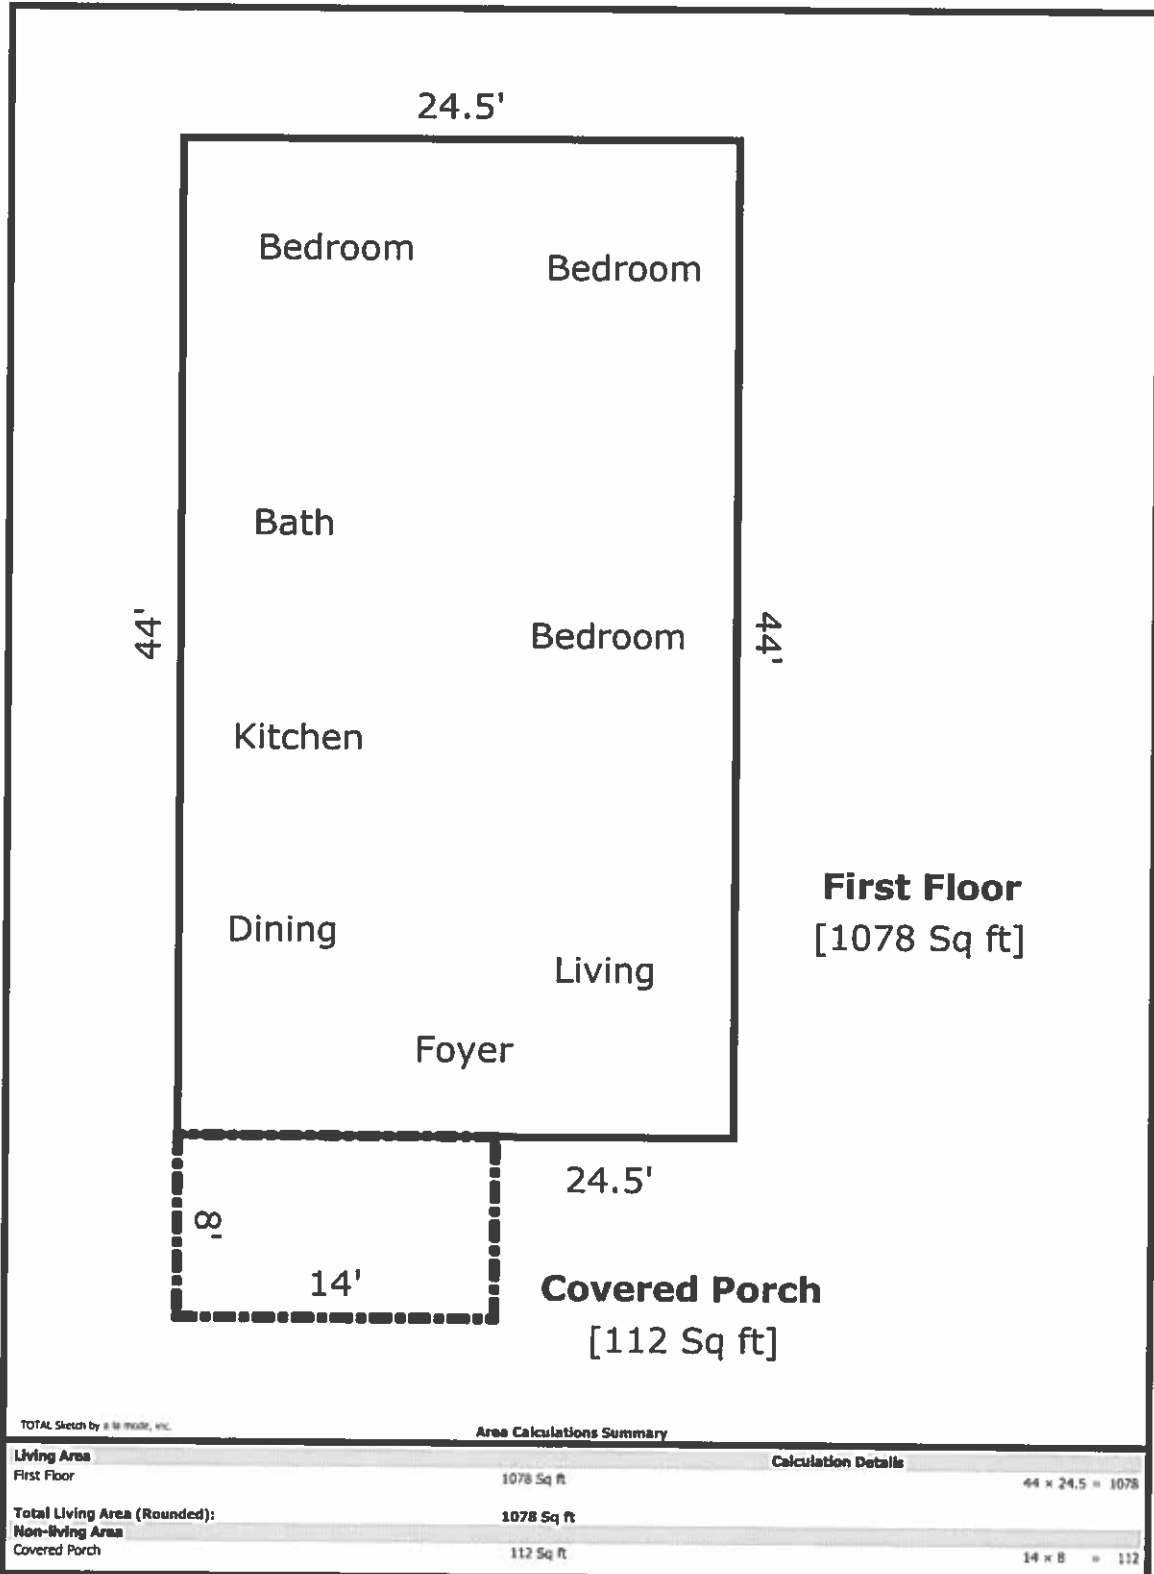 24.5'
Bedroom
Bedroom
Bath
44'
Bedroom
44'
Kitchen
First Floor
[1078 Sq ft]
Dining
Living
Foyer
24.5'
8'
14'
Covered Porch
[112 Sq ft]
TOTAL Sketch by a la mode, inc.
Area Calculations Summary
Living Area Calculation Details
First Floor 1078 Sq ft 44 × 24.5 = 1078
Total Living Area (Rounded): 1078 Sq ft
Non-living Area
Covered Porch 112 Sq ft 14 × 8 = 112